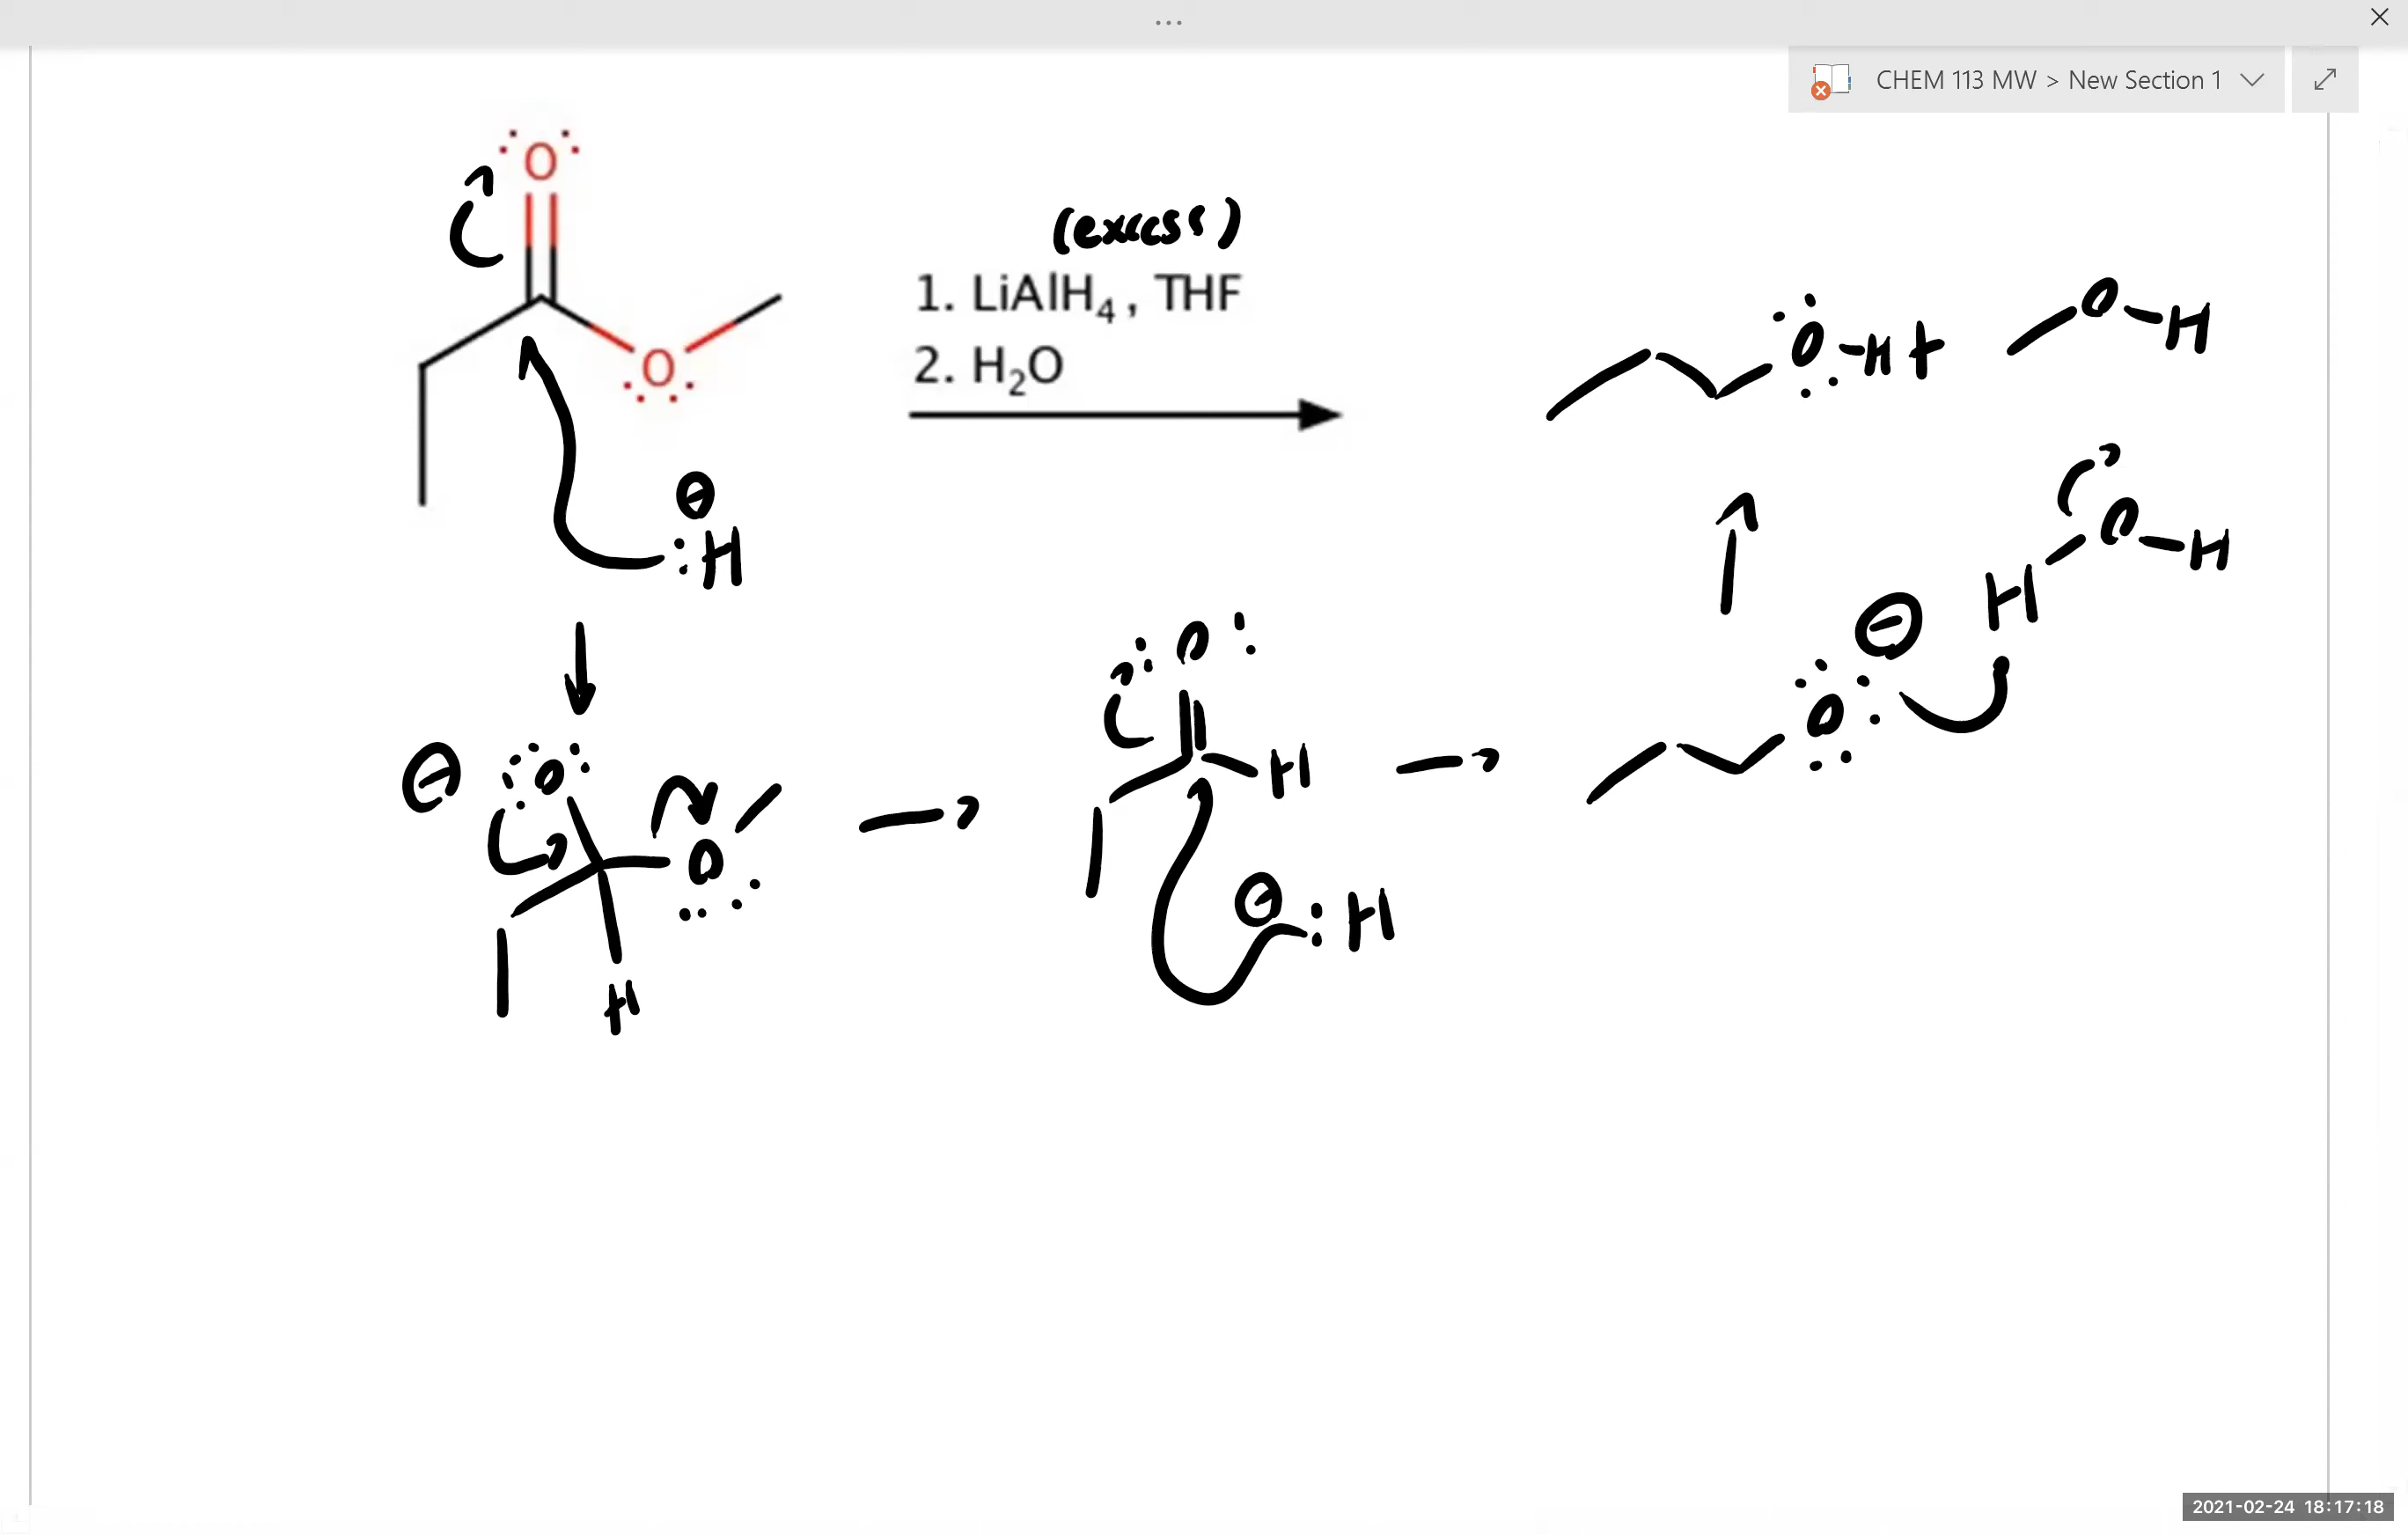 CHEM 113 MW > New Section 1
O
O
(excess)
1. LiAlH₄, THF
2. H₂O
O-H + O-H
⊖
:H
O-H
H
⊖
O
O
H
⊖
O
O
H
⊖
:H
2021-02-24 18:17:18